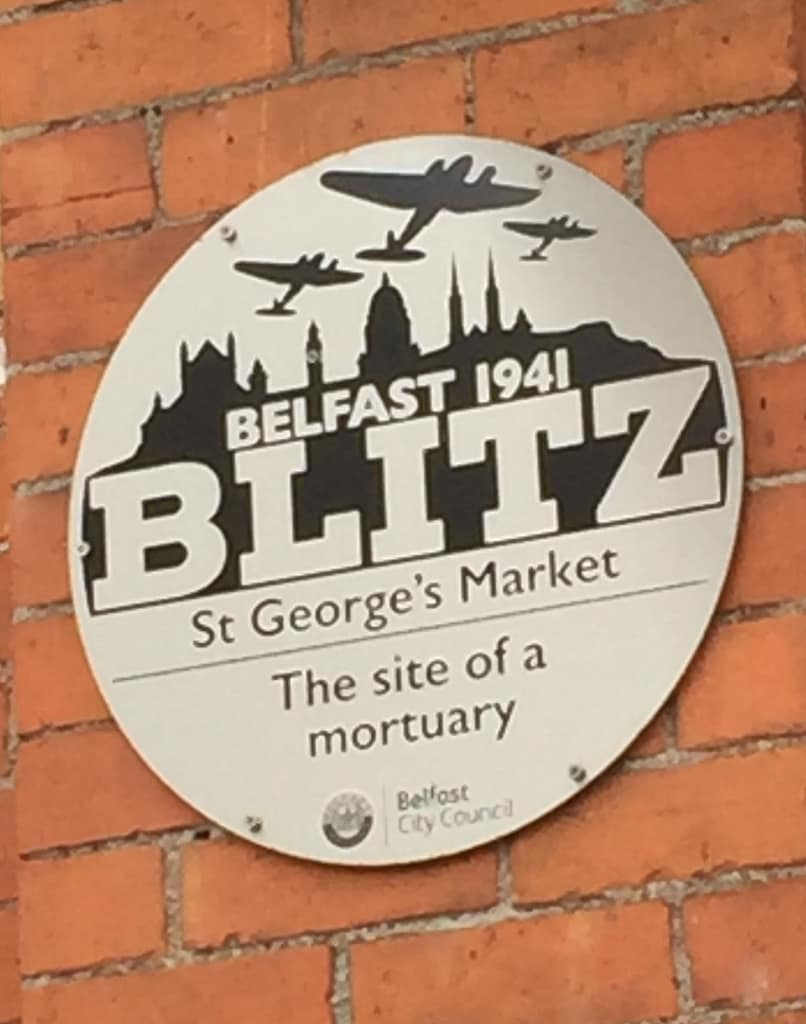 BELFAST 1941
BLITZ
St George's Market
The site of a
mortuary
Belfast
City Council